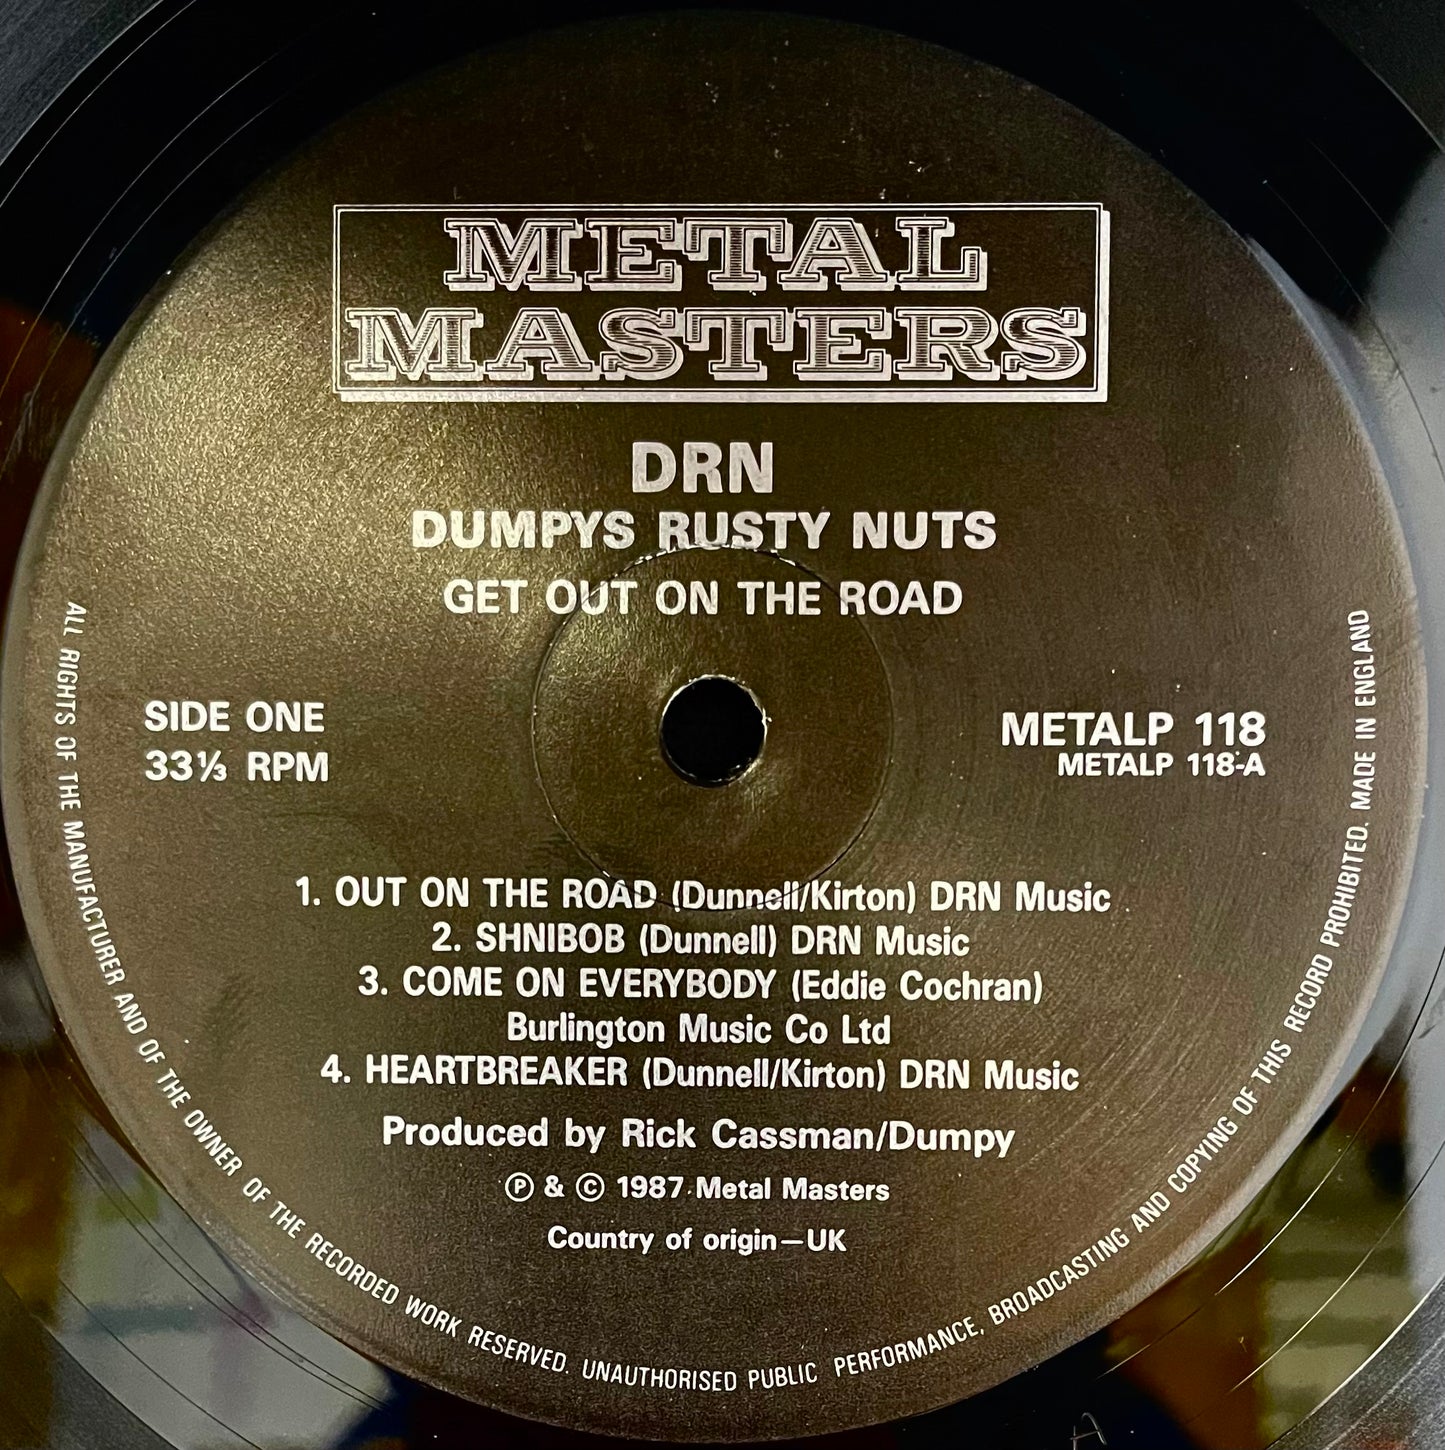 METAL
MASTERS
DRN
DUMPYS RUSTY NUTS
GET OUT ON THE ROAD
SIDE ONE
33⅓ RPM
METALP 118
METALP 118-A
1. OUT ON THE ROAD (Dunnell/Kirton) DRN Music
2. SHNIBOB (Dunnell) DRN Music
3. COME ON EVERYBODY (Eddie Cochran)
Burlington Music Co Ltd
4. HEARTBREAKER (Dunnell/Kirton) DRN Music
Produced by Rick Cassman/Dumpy
℗ & © 1987 Metal Masters
Country of origin—UK
ALL RIGHTS OF THE MANUFACTURER AND OF THE OWNER OF THE RECORDED WORK RESERVED. UNAUTHORISED PUBLIC PERFORMANCE, BROADCASTING AND COPYING OF THIS RECORD PROHIBITED. MADE IN ENGLAND
A